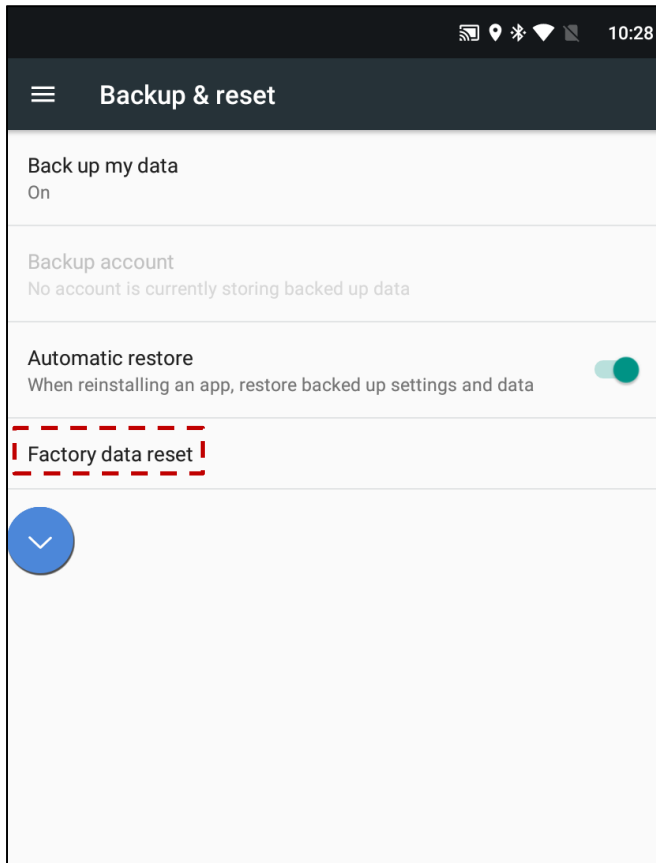 10:28
Backup & reset
Back up my data
On
Backup account
No account is currently storing backed up data
Automatic restore
When reinstalling an app, restore backed up settings and data
Factory data reset